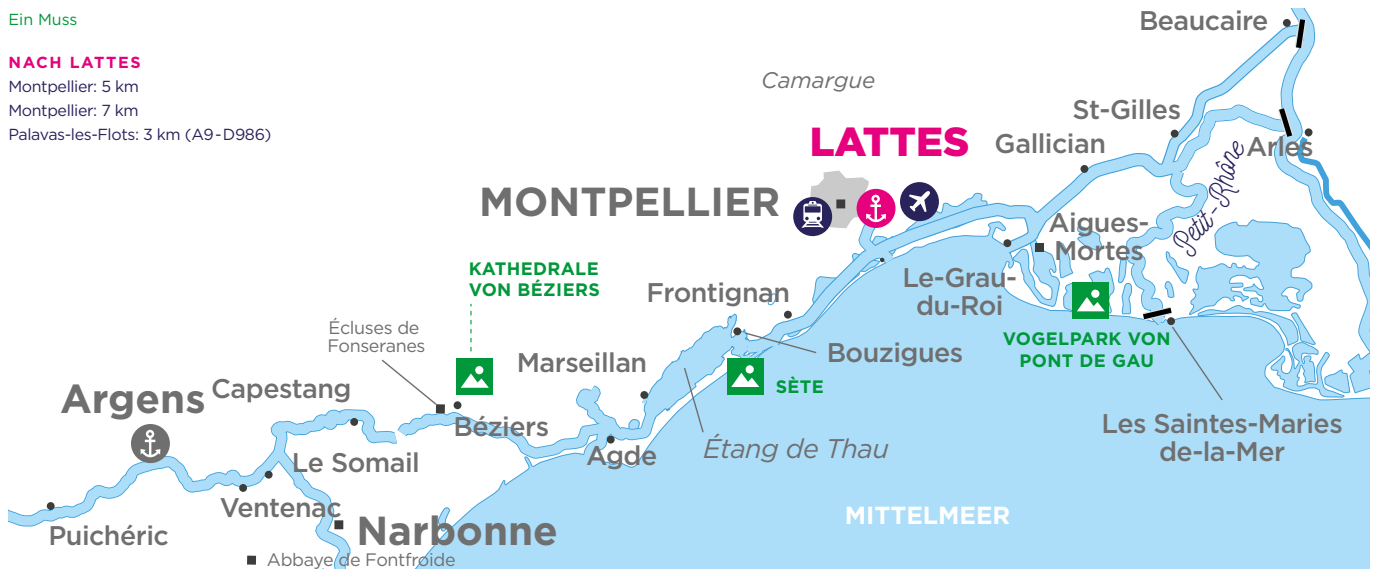 Ein Muss
NACH LATTES
Montpellier: 5 km
Montpellier: 7 km
Palavas-les-Flots: 3 km (A9-D986)
Beaucaire
Camargue
St-Gilles
LATTES
Gallician
Arles
Petit-Rhône
MONTPELLIER
Aigues-
Mortes
KATHEDRALE
VON BÉZIERS
Frontignan
Le-Grau-
du-Roi
Écluses de
Fonseranes
VOGELPARK VON
PONT DE GAU
Bouzigues
Marseillan
SÈTE
Argens
Capestang
Béziers
Les Saintes-Maries
de-la-Mer
Étang de Thau
Agde
Le Somail
Ventenac
MITTELMEER
Puichéric
Narbonne
Abbaye de Fontfroide